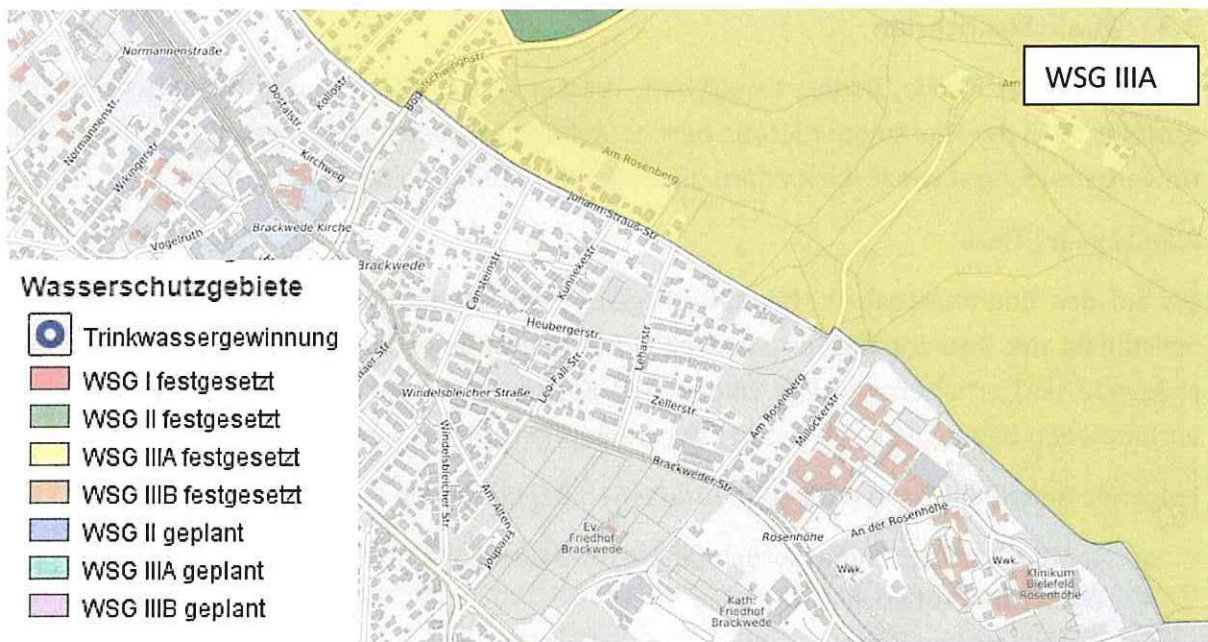 Normannenstraße
Kollostr.
Dostalstr.
Normannenstr.
Wikingerstr
Kirchweg
Vogelruth
Brackwede Kirche
Brackwede
Am Rosenberg
Johann-Strauß-Str.
WSG IIIA
Am
Cansteinstr
Künnekestr
Heubergerstr.
Leharstr
Leo-Fall-Str.
Windelsbleicher Straße
Zellerstr.
Am Rosenberg
Millöckerstr
Windelsbleicher Str
Am Alten-Friedhof
Brackweder-Str.
Ev.
Friedhof
Brackwede
Rosenhöhe
An der Rosenhöhe
Kath.
Friedhof
Brackwede
Wwk.
Wwk.
Klinikum
Bielefeld
Rosenhöhe
Wasserschutzgebiete
Trinkwassergewinnung
WSG I festgesetzt
WSG II festgesetzt
WSG IIIA festgesetzt
WSG IIIB festgesetzt
WSG II geplant
WSG IIIA geplant
WSG IIIB geplant